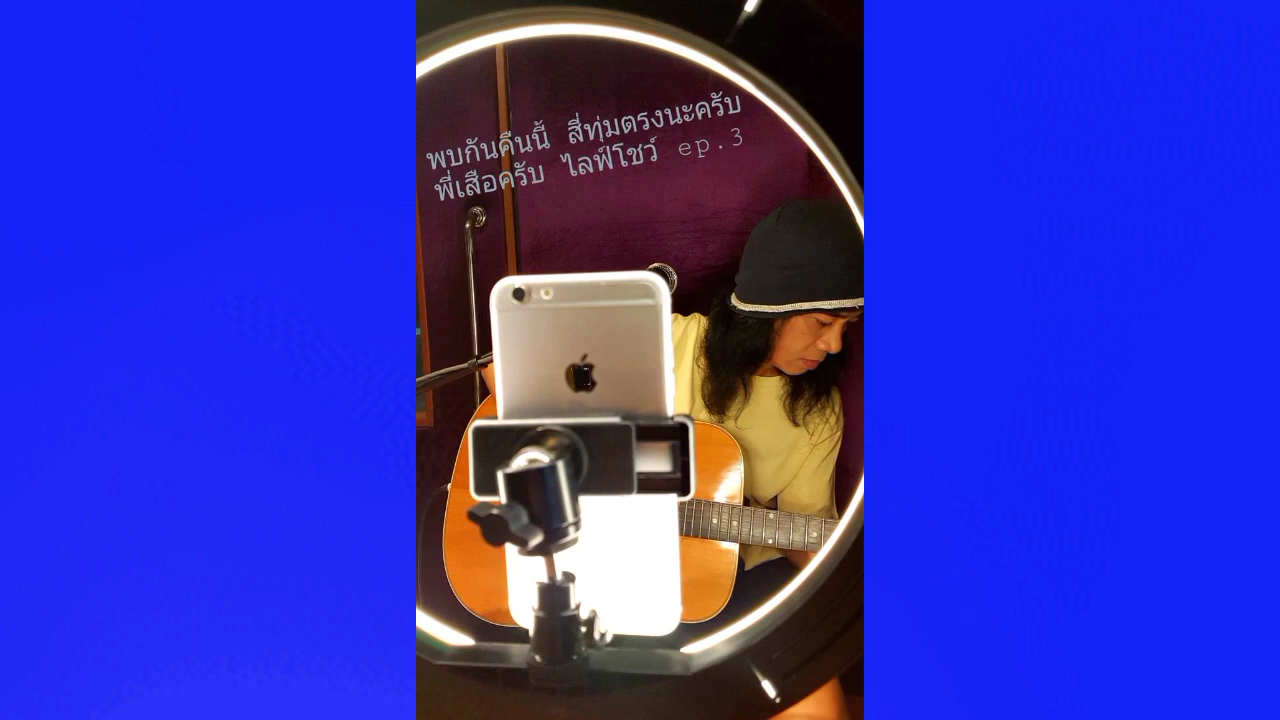 พบกันคืนนี้ สี่ทุ่มตรงนะครับ
พี่เสือครับ ไลฟ์โชว์ ep.3